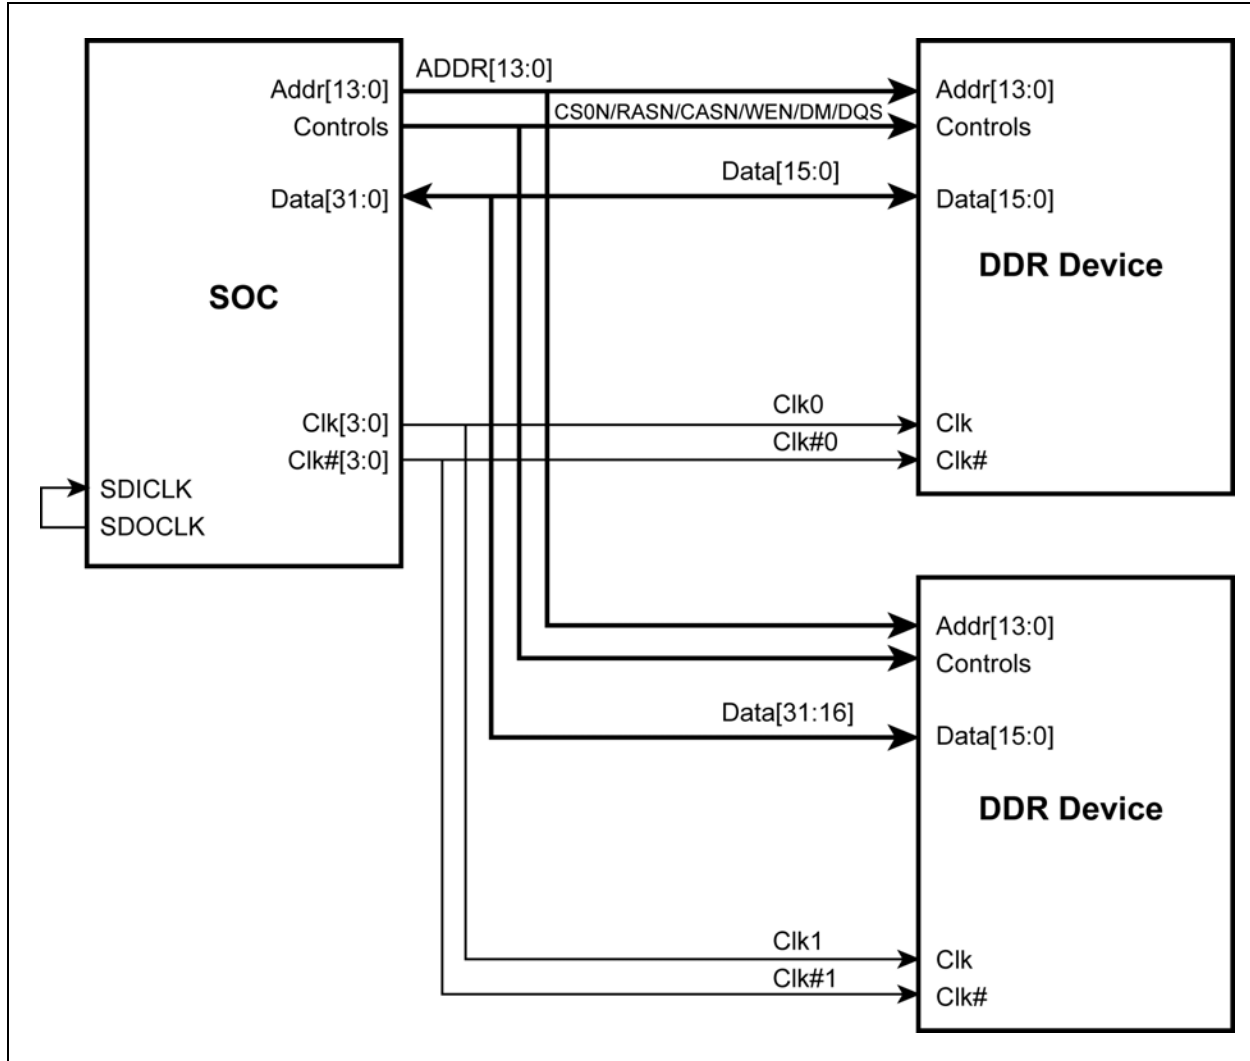 ADDR[13:0]
Addr[13:0]
Controls
Data[31:0]
SOC
Clk[3:0]
Clk#[3:0]
SDICLK
SDOCLK
CS0N/RASN/CASN/WEN/DM/DQS
Data[15:0]
Clk0
Clk#0
Addr[13:0]
Controls
Data[15:0]
DDR Device
Clk
Clk#
Data[31:16]
Clk1
Clk#1
Addr[13:0]
Controls
Data[15:0]
DDR Device
Clk
Clk#